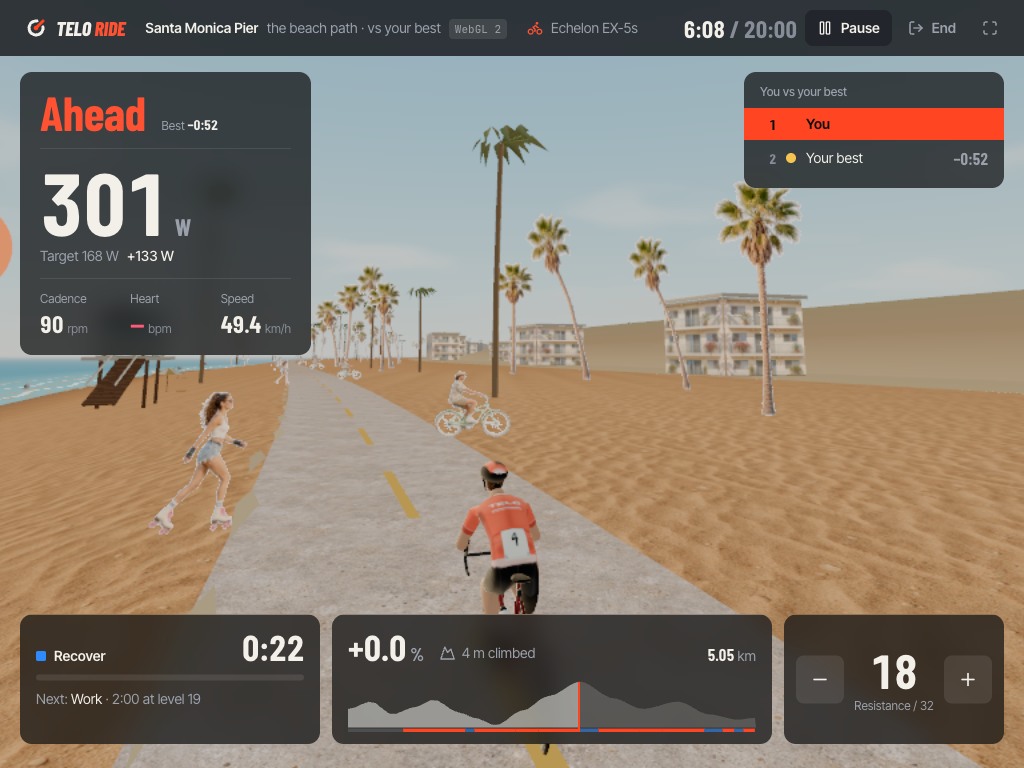 TELO RIDE Santa Monica Pier the beach path · vs your best WebGL 2 Echelon EX-5s 6:08 / 20:00 Pause End
Ahead Best −0:52
301 W
Target 168 W +133 W
Cadence Heart Speed
90 rpm – bpm 49.4 km/h
You vs your best
1 You
2 Your best −0:52
TELO
4
Recover 0:22
Next: Work · 2:00 at level 19
+0.0 % 4 m climbed 5.05 km
− 18 +
Resistance / 32